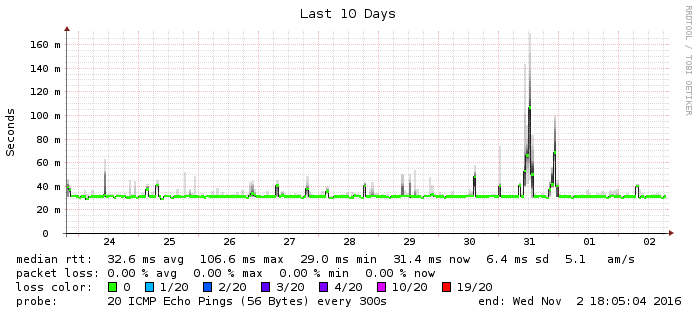 Last 10 Days
RRDTOOL / TOBI OETIKER
Seconds
160 m
140 m
120 m
100 m
80 m
60 m
40 m
20 m
0
24 25 26 27 28 29 30 31 01 02
median rtt: 32.6 ms avg 106.6 ms max 29.0 ms min 31.4 ms now 6.4 ms sd 5.1 am/s
packet loss: 0.00 % avg 0.00 % max 0.00 % min 0.00 % now
loss color: 0 1/20 2/20 3/20 4/20 10/20 19/20
probe: 20 ICMP Echo Pings (56 Bytes) every 300s end: Wed Nov 2 18:05:04 2016